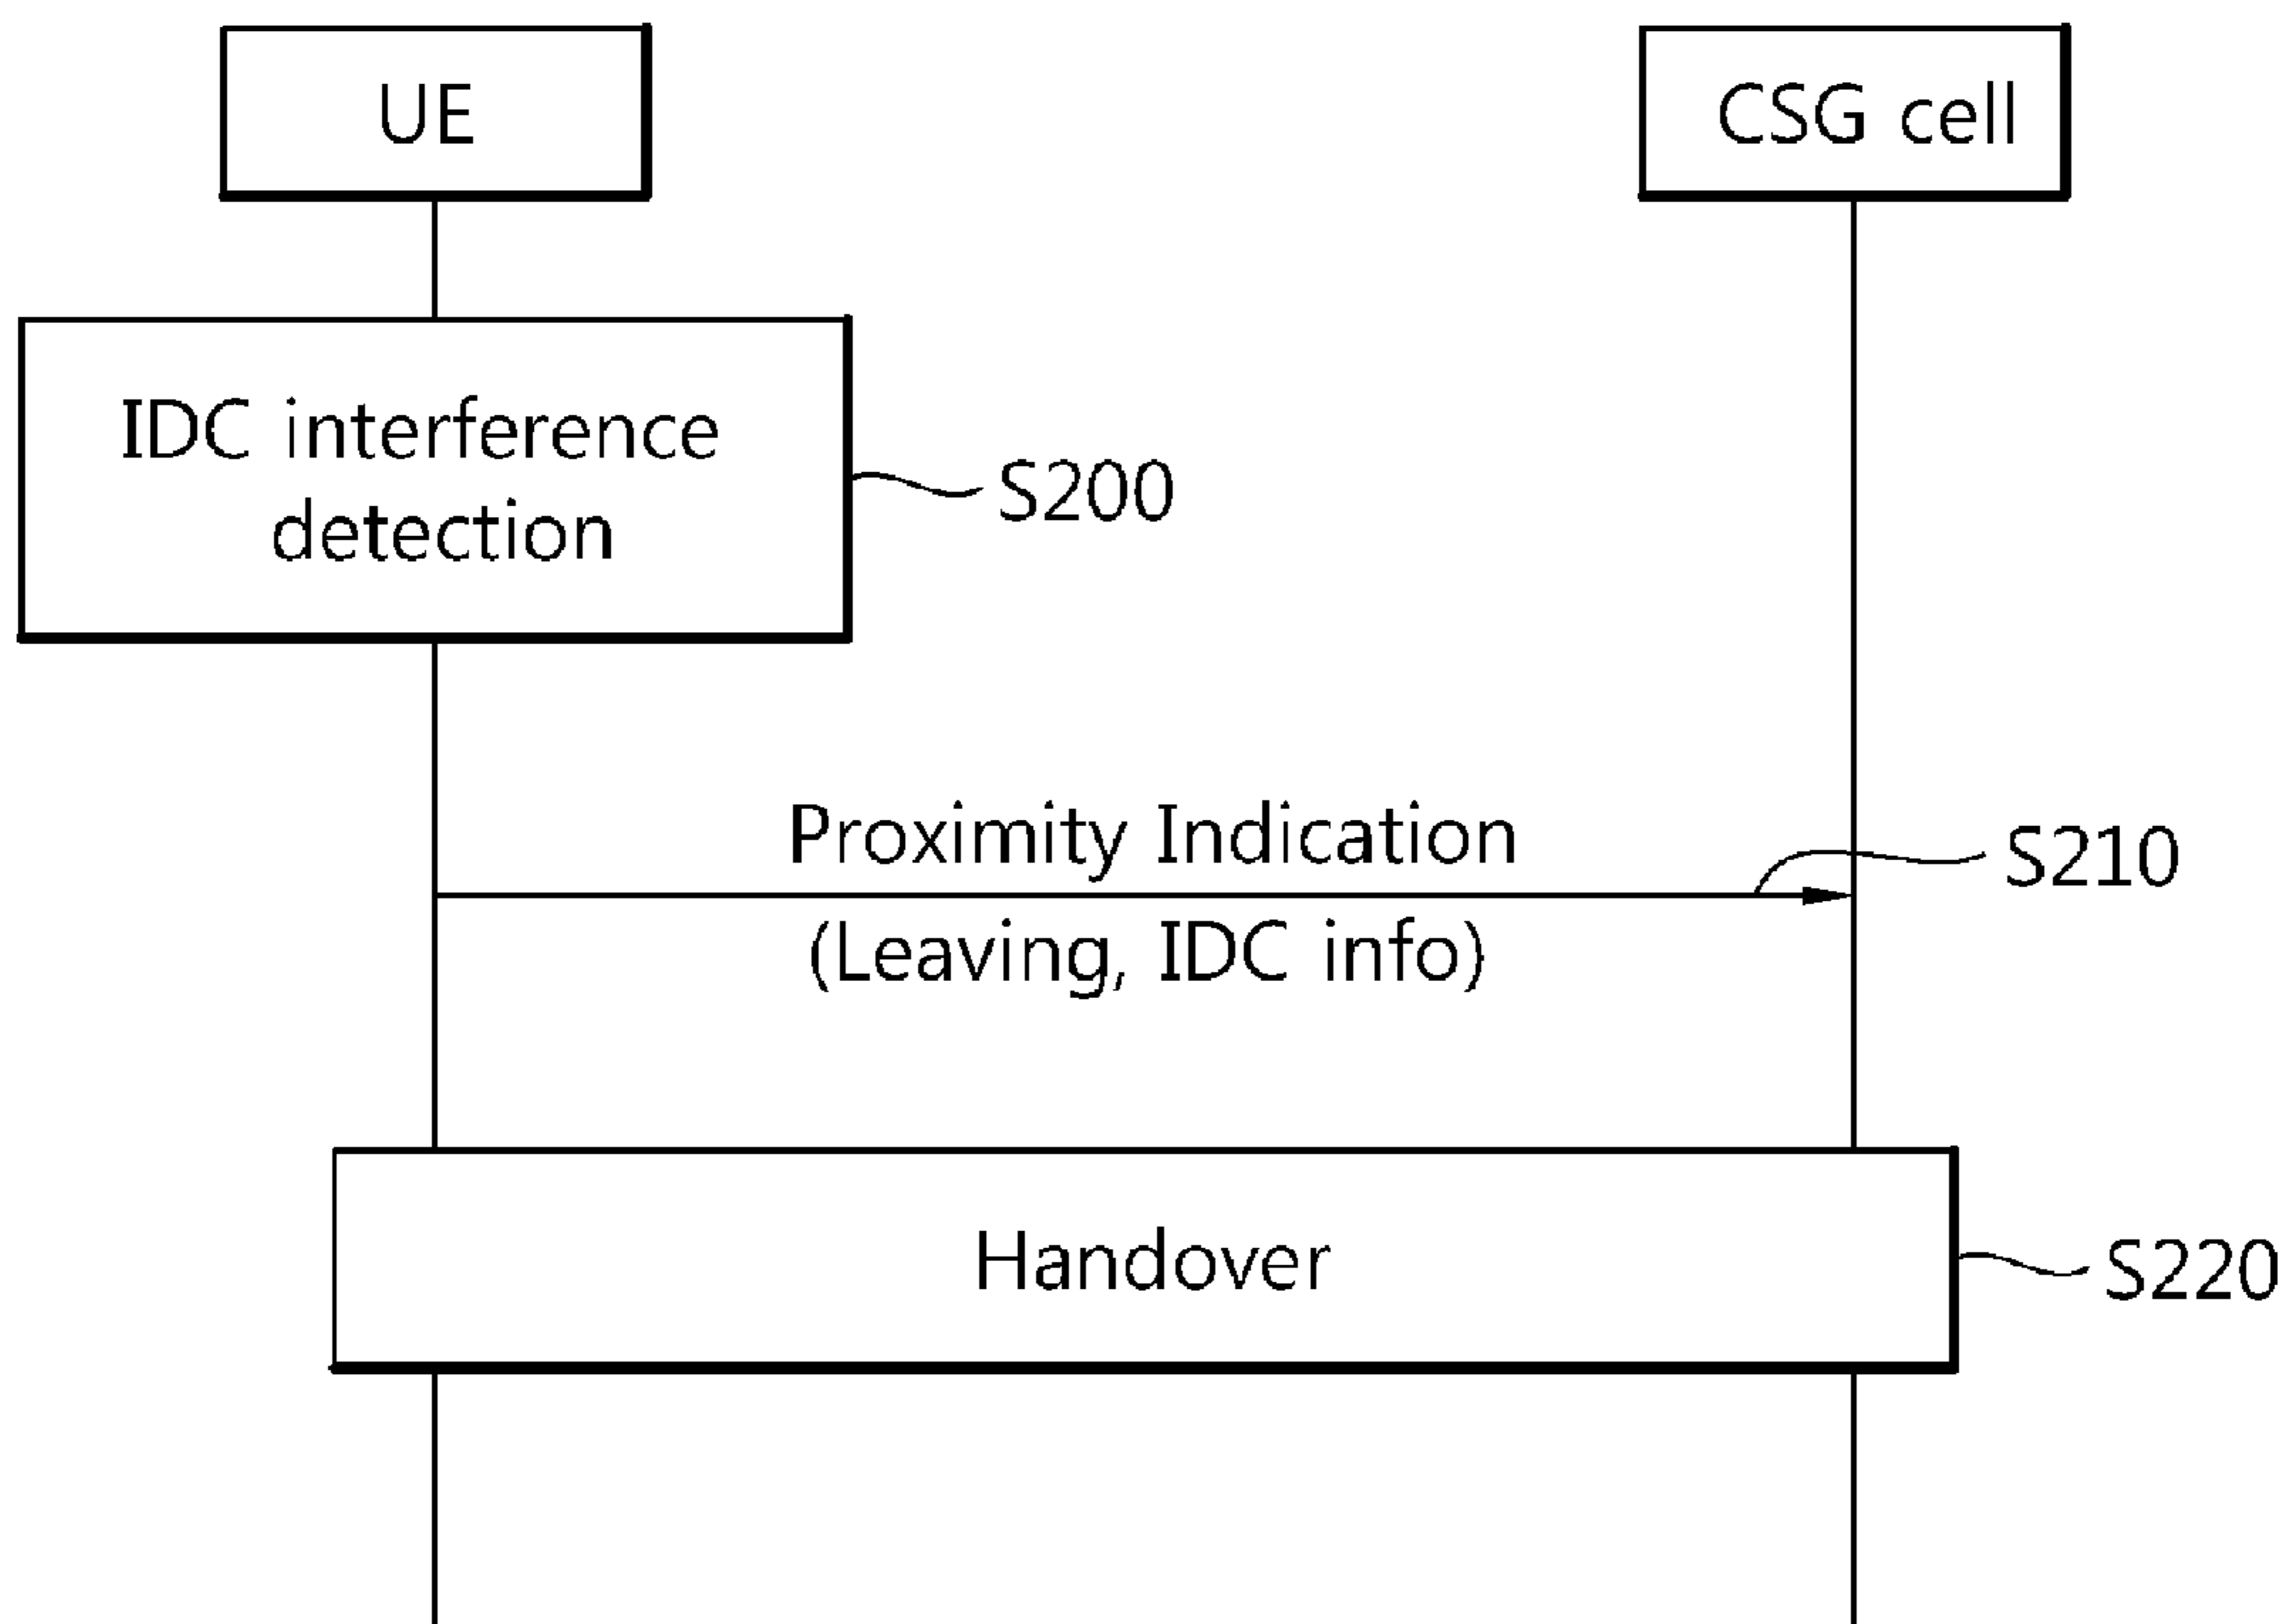 UE
CSG cell
IDC interference
detection
S200
Proximity Indication
S210
(Leaving, IDC info)
Handover
S220